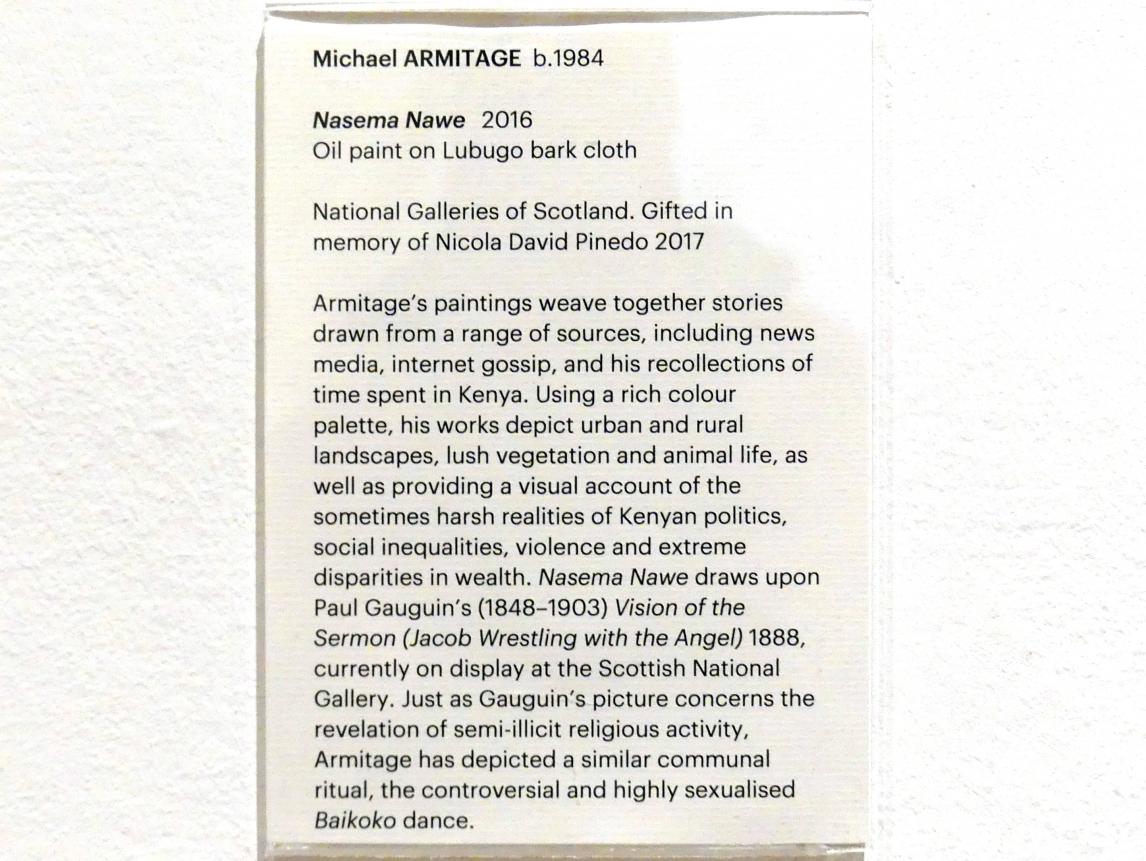 Michael ARMITAGE b.1984
Nasema Nawe 2016
Oil paint on Lubugo bark cloth
National Galleries of Scotland. Gifted in
memory of Nicola David Pinedo 2017
Armitage's paintings weave together stories
drawn from a range of sources, including news
media, internet gossip, and his recollections of
time spent in Kenya. Using a rich colour
palette, his works depict urban and rural
landscapes, lush vegetation and animal life, as
well as providing a visual account of the
sometimes harsh realities of Kenyan politics,
social inequalities, violence and extreme
disparities in wealth. Nasema Nawe draws upon
Paul Gauguin's (1848–1903) Vision of the
Sermon (Jacob Wrestling with the Angel) 1888,
currently on display at the Scottish National
Gallery. Just as Gauguin's picture concerns the
revelation of semi-illicit religious activity,
Armitage has depicted a similar communal
ritual, the controversial and highly sexualised
Baikoko dance.